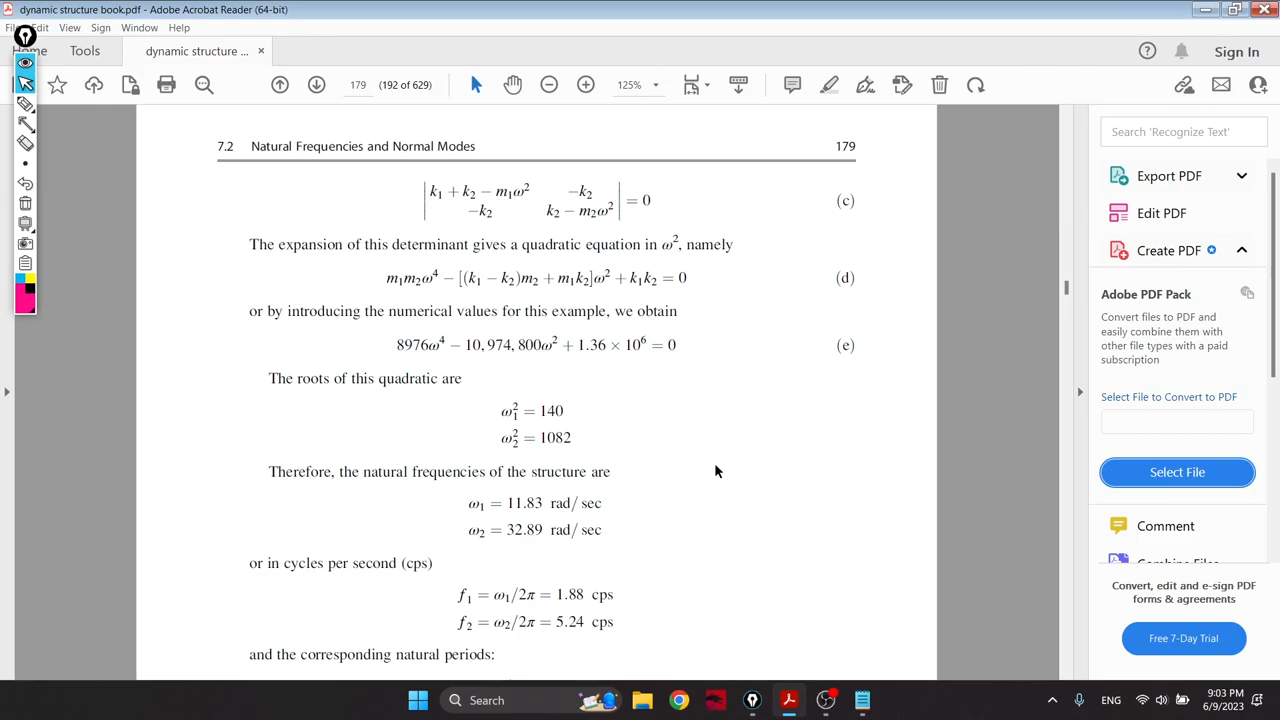 dynamic structure book.pdf - Adobe Acrobat Reader (64-bit)
File Edit View Sign Window Help
Home Tools dynamic structure ... × Sign In
179 (192 of 629) 125%
7.2 Natural Frequencies and Normal Modes 179
| k₁ + k₂ − m₁ω² −k₂ |
| −k₂ k₂ − m₂ω² | = 0 (c)
The expansion of this determinant gives a quadratic equation in ω², namely
m₁m₂ω⁴ − [(k₁ − k₂)m₂ + m₁k₂]ω² + k₁k₂ = 0 (d)
or by introducing the numerical values for this example, we obtain
8976ω⁴ − 10, 974, 800ω² + 1.36 × 10⁶ = 0 (e)
The roots of this quadratic are
ω₁² = 140
ω₂² = 1082
Therefore, the natural frequencies of the structure are
ω₁ = 11.83 rad/ sec
ω₂ = 32.89 rad/ sec
or in cycles per second (cps)
f₁ = ω₁/2π = 1.88 cps
f₂ = ω₂/2π = 5.24 cps
and the corresponding natural periods:
Search 'Recognize Text'
Export PDF
Edit PDF
Create PDF
Adobe PDF Pack
Convert files to PDF and
easily combine them with
other file types with a paid
subscription
Select File to Convert to PDF
Select File
Comment
Combine Files
Convert, edit and e-sign PDF
forms & agreements
Free 7-Day Trial
Search
ENG
9:03 PM
6/9/2023